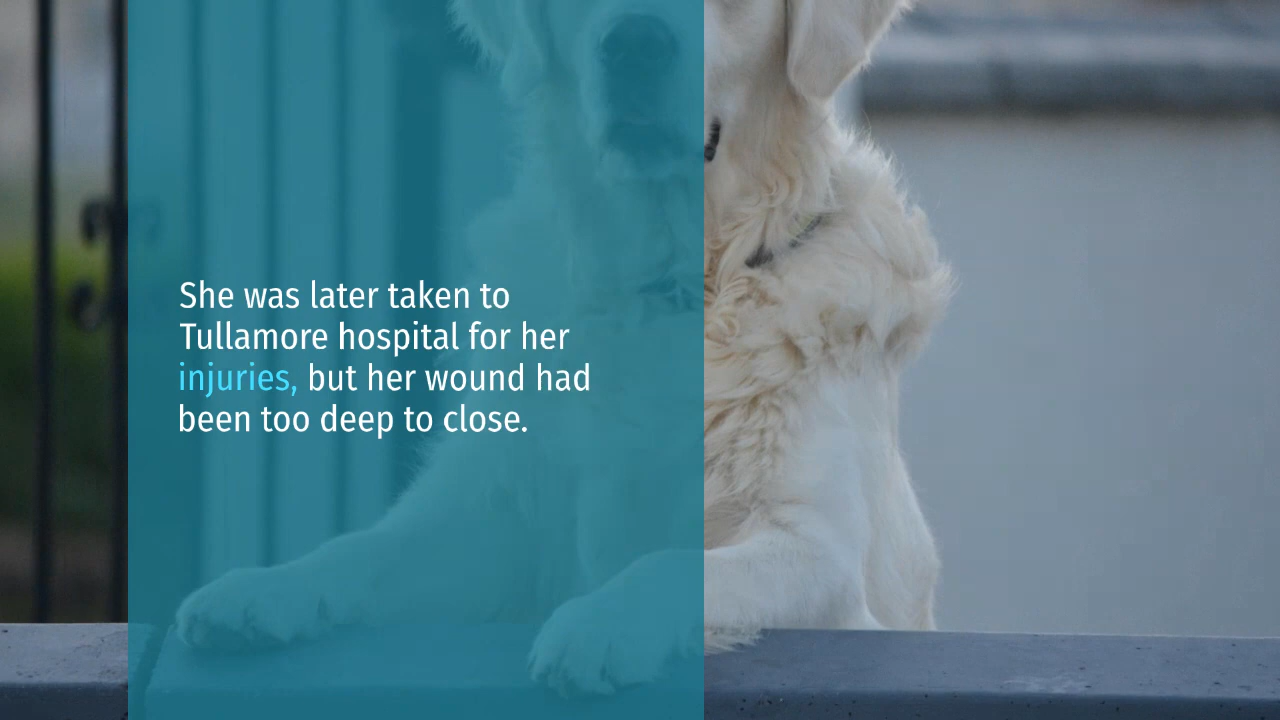 She was later taken to
Tullamore hospital for her
injuries, but her wound had
been too deep to close.